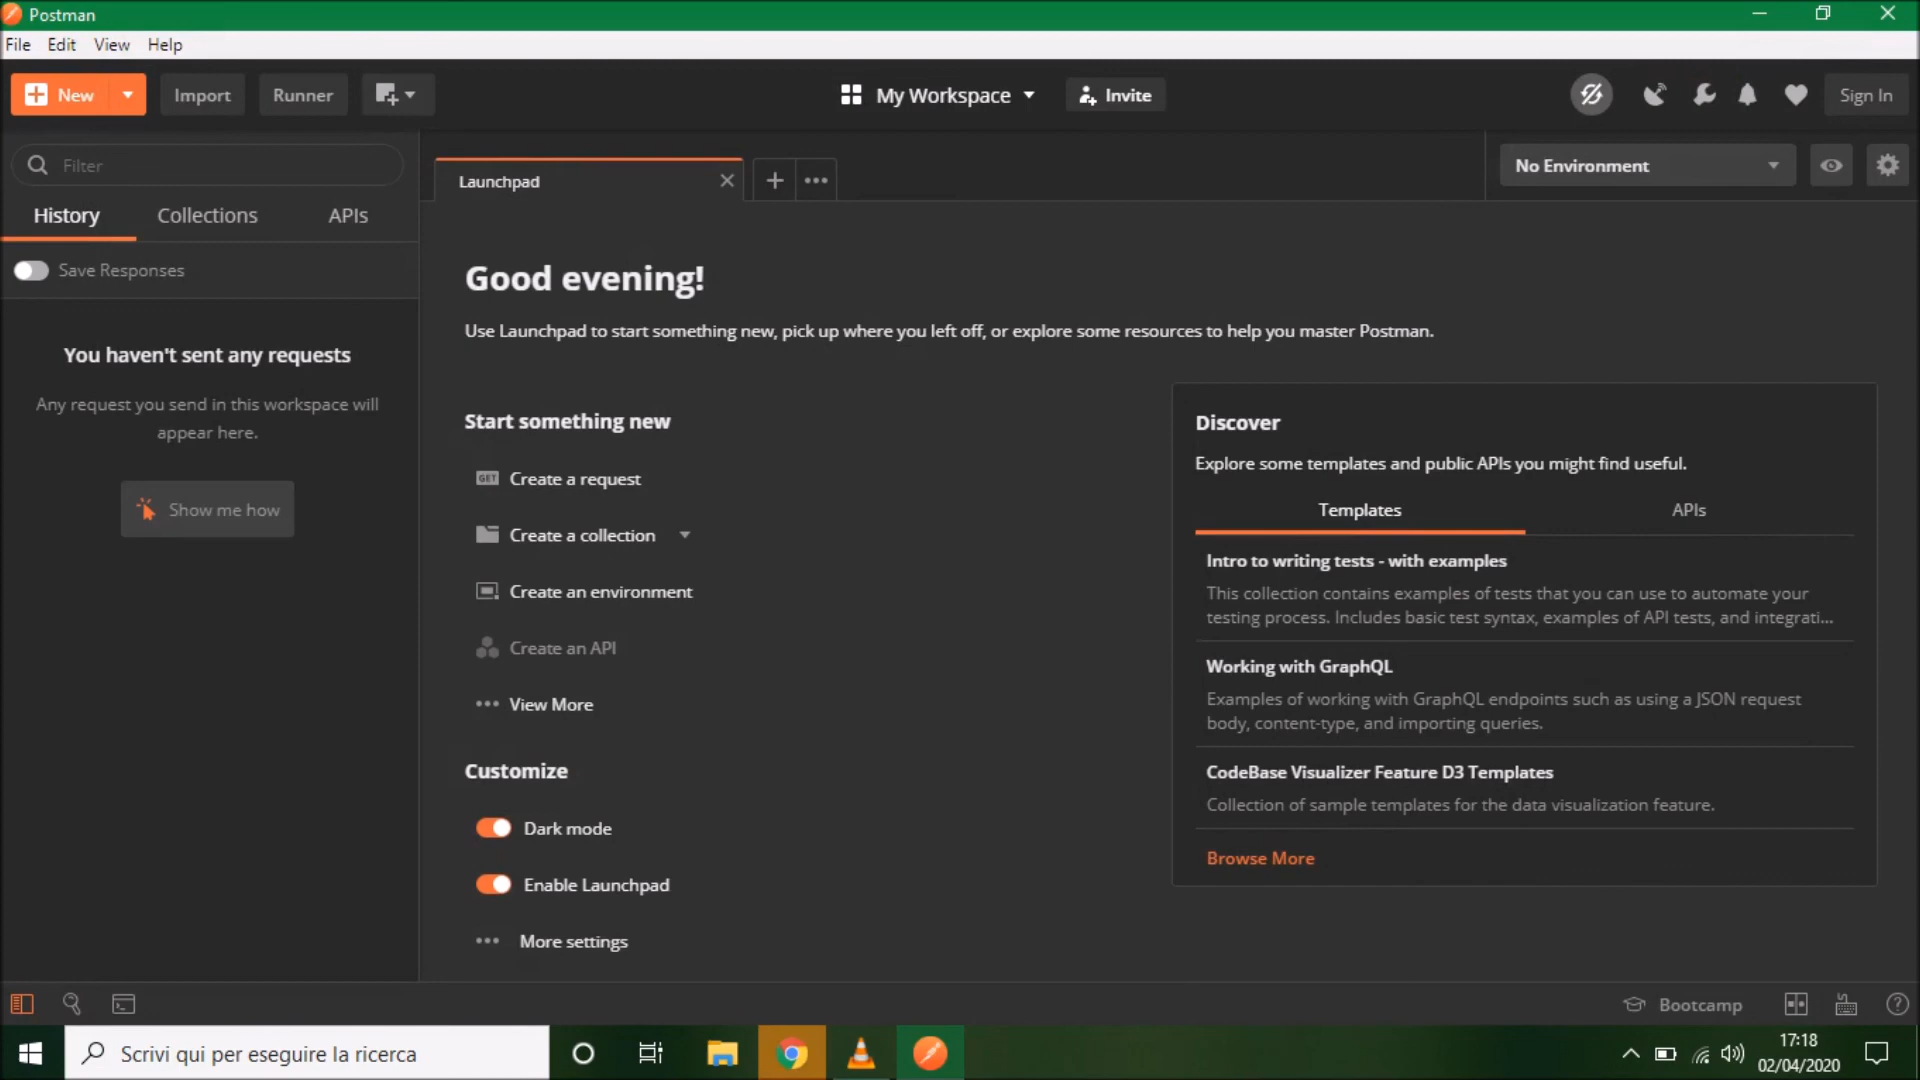 Postman
File Edit View Help
New Import Runner My Workspace Invite Sign In
Filter
History Collections APIs
Save Responses
You haven't sent any requests
Any request you send in this workspace will
appear here.
Show me how
Launchpad
No Environment
Good evening!
Use Launchpad to start something new, pick up where you left off, or explore some resources to help you master Postman.
Start something new
GET Create a request
Create a collection
Create an environment
Create an API
View More
Customize
Dark mode
Enable Launchpad
More settings
Discover
Explore some templates and public APIs you might find useful.
Templates APIs
Intro to writing tests - with examples
This collection contains examples of tests that you can use to automate your
testing process. Includes basic test syntax, examples of API tests, and integrati...
Working with GraphQL
Examples of working with GraphQL endpoints such as using a JSON request
body, content-type, and importing queries.
CodeBase Visualizer Feature D3 Templates
Collection of sample templates for the data visualization feature.
Browse More
Bootcamp
Scrivi qui per eseguire la ricerca
17:18
02/04/2020